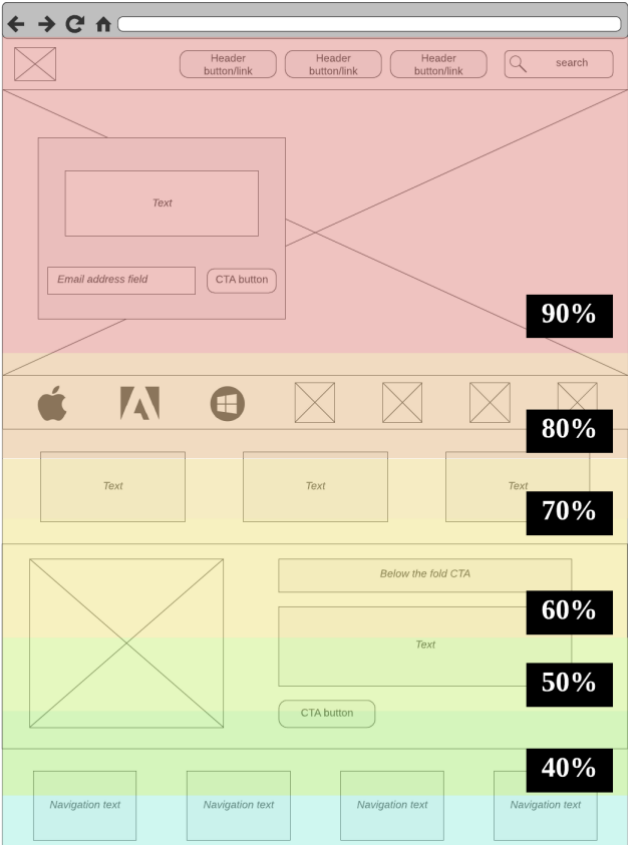 Header
button/link
Header
button/link
Header
button/link
search
Text
Email address field
CTA button
90%
80%
Text
Text
Text
70%
Below the fold CTA
60%
Text
50%
CTA button
40%
Navigation text
Navigation text
Navigation text
Navigation text